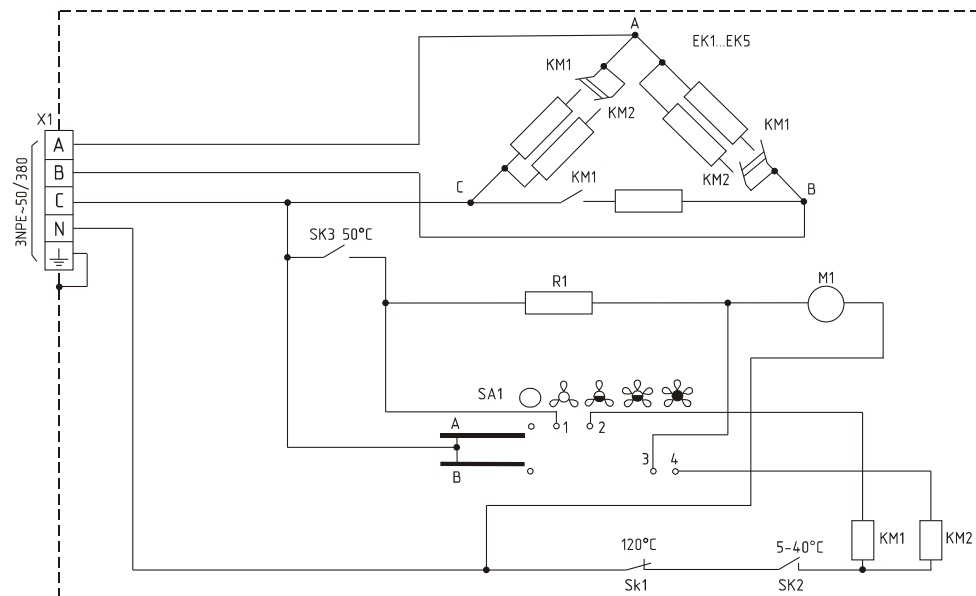 A
EK1...EK5
KM1
KM2
KM1
KM2
C
KM1
B
X1
A
B
C
N
3NPE~50/380
SK3 50°C
R1
M1
SA1
A
1
2
B
3
4
KM1
KM2
120°C
5-40°C
Sk1
SK2